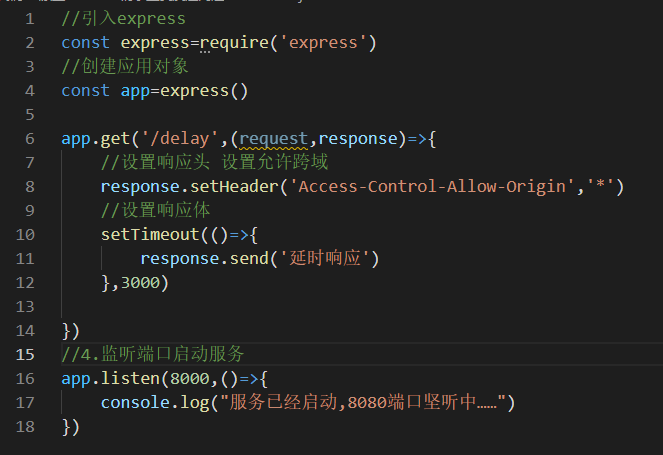 1 //引入express
2 const express=require('express')
3 //创建应用对象
4 const app=express()
5
6 app.get('/delay',(request,response)=>{
7 //设置响应头 设置允许跨域
8 response.setHeader('Access-Control-Allow-Origin','*')
9 //设置响应体
10 setTimeout(()=>{
11 response.send('延时响应')
12 },3000)
13
14 })
15 //4.监听端口启动服务
16 app.listen(8000,()=>{
17 console.log("服务已经启动,8080端口坚听中……")
18 })